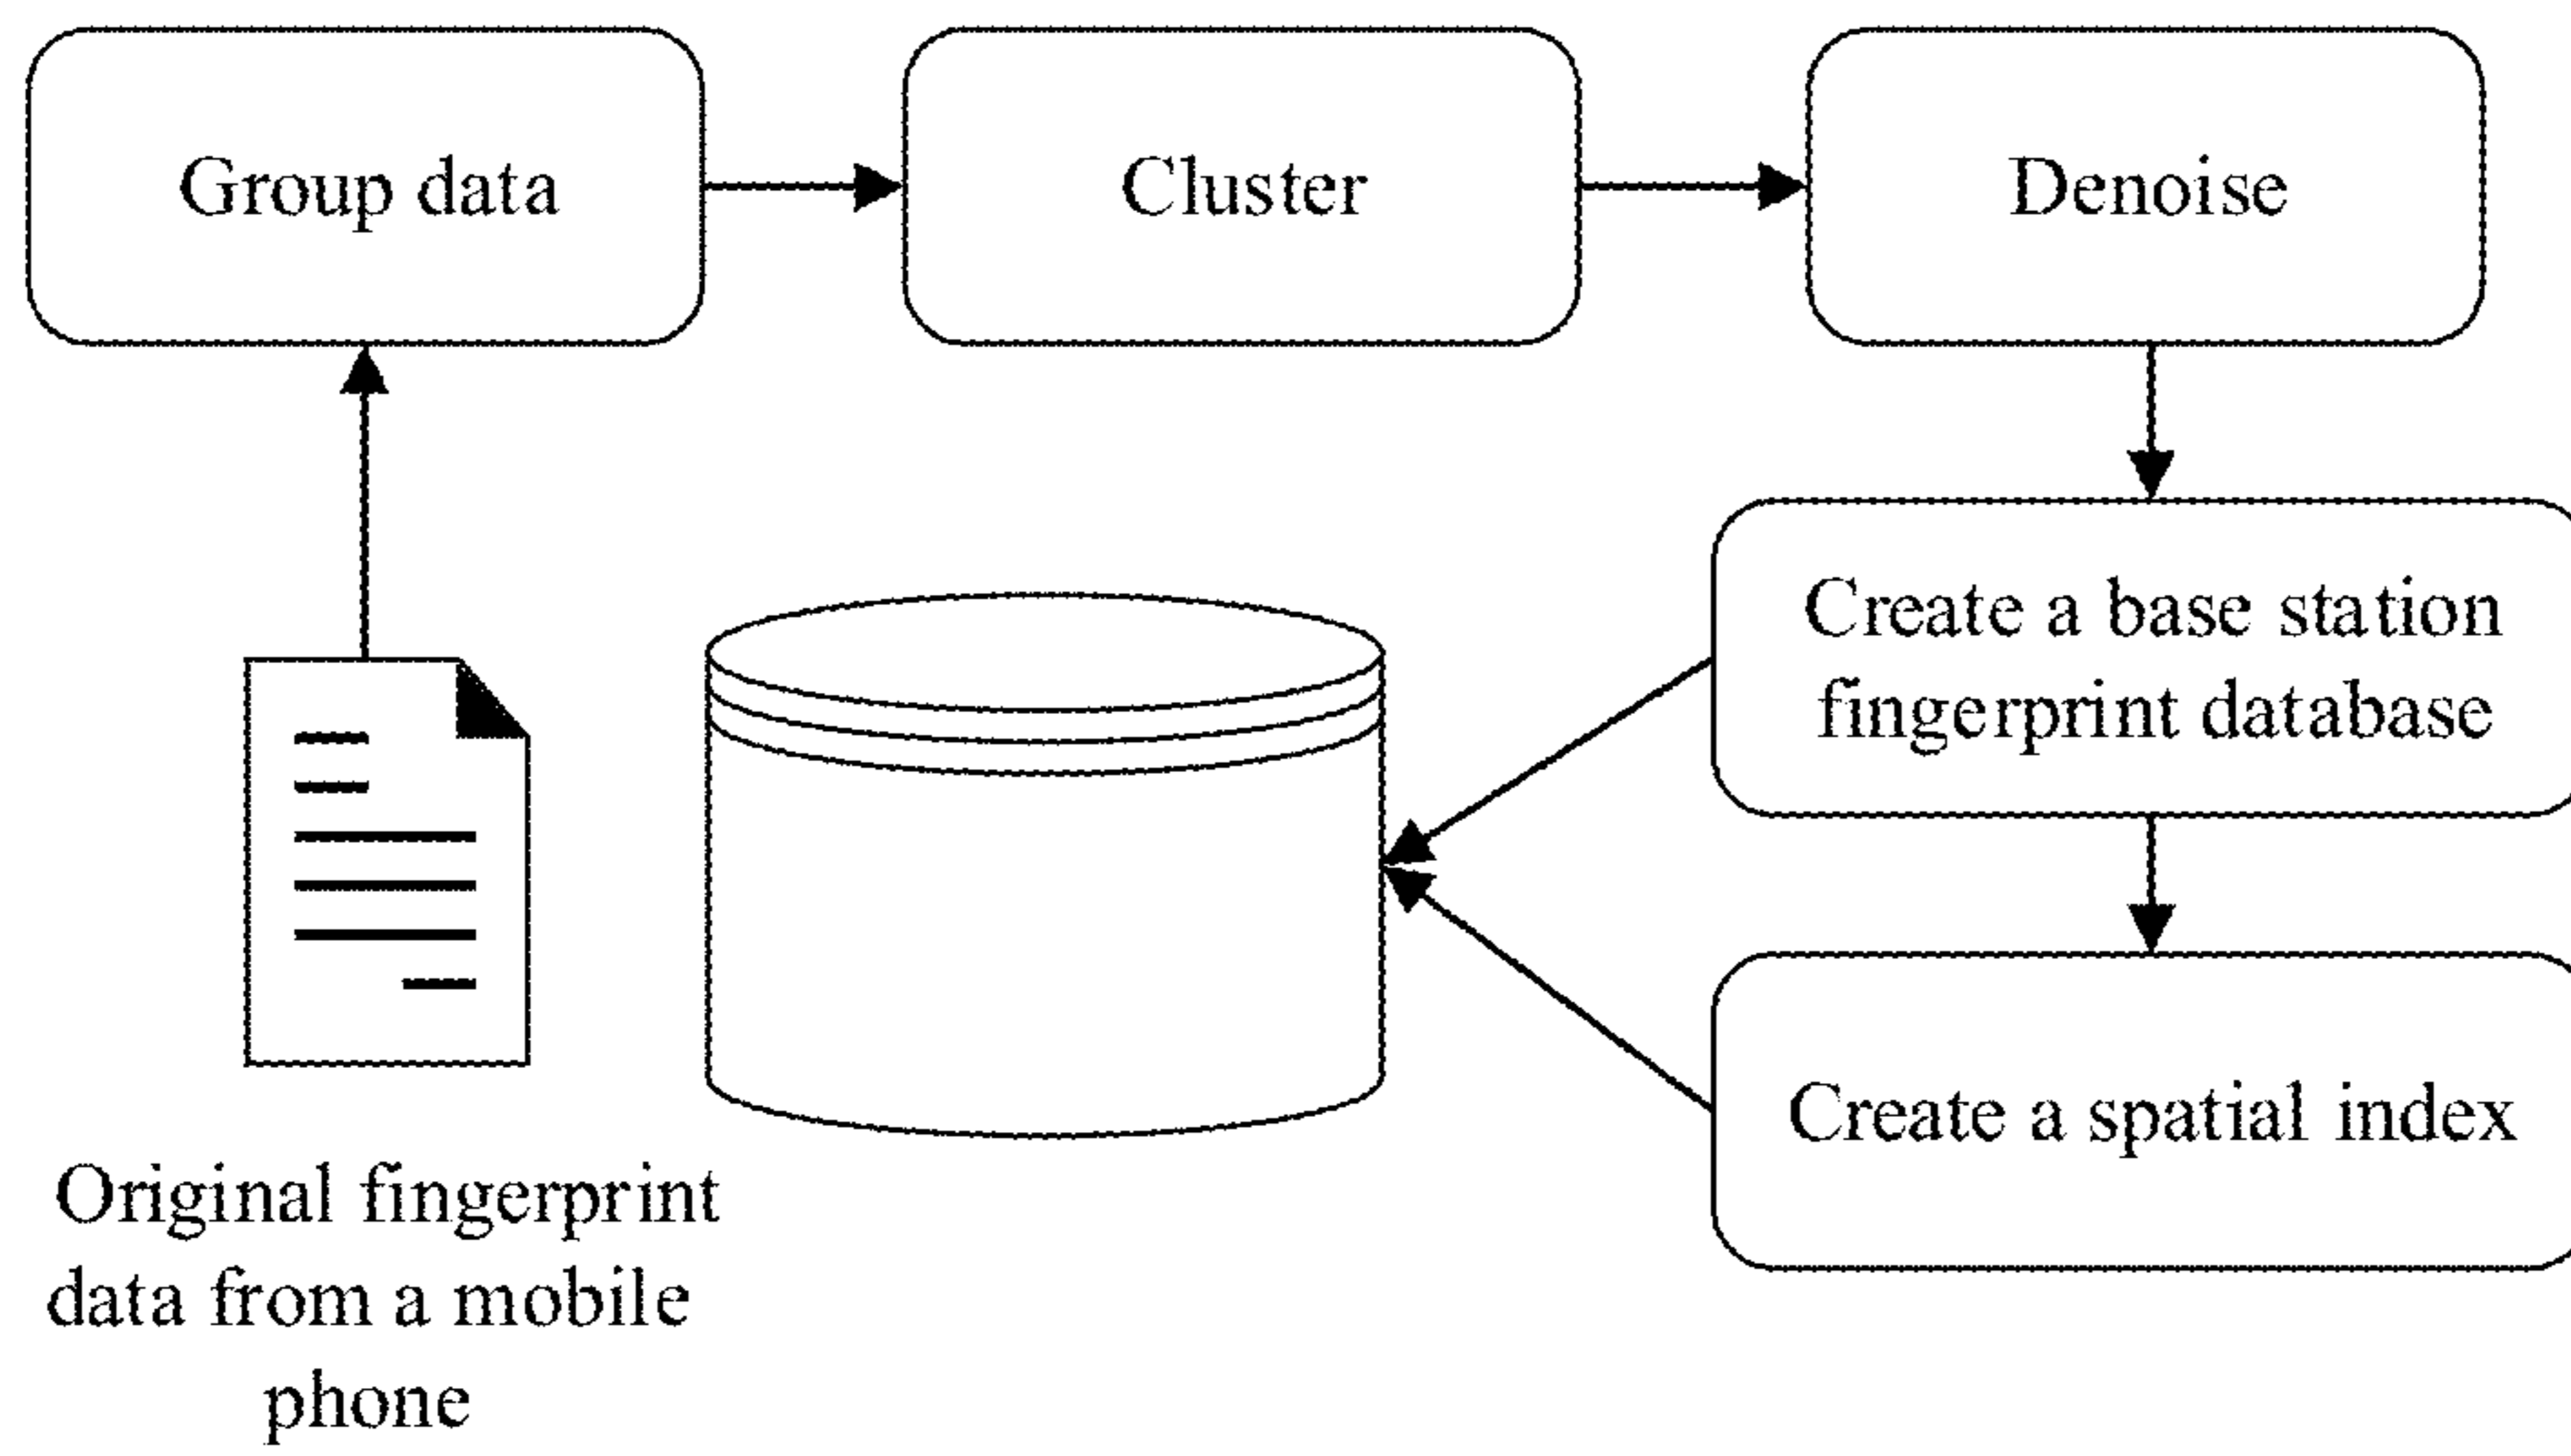 Group data
Cluster
Denoise
Create a base station
fingerprint database
Create a spatial index
Original fingerprint
data from a mobile
phone